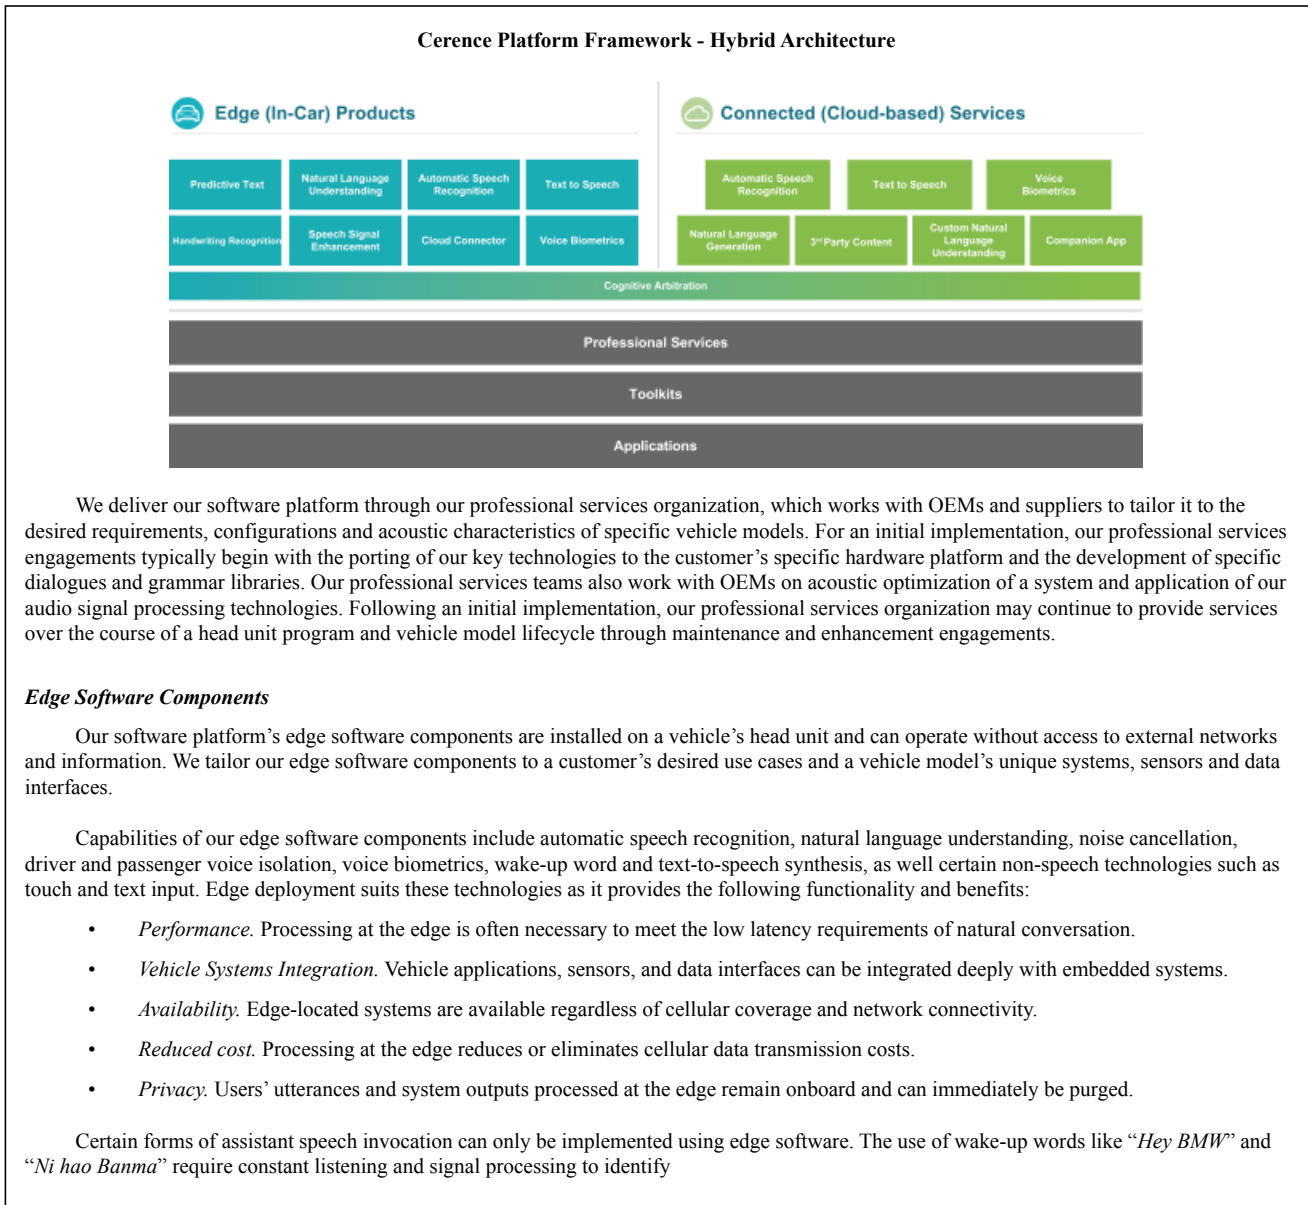 Cerence Platform Framework - Hybrid Architecture
Edge (In-Car) Products
Connected (Cloud-based) Services
Predictive Text
Natural Language
Understanding
Automatic Speech
Recognition
Text to Speech
Automatic Speech
Recognition
Text to Speech
Voice
Biometrics
Handwriting Recognition
Speech Signal
Enhancement
Cloud Connector
Voice Biometrics
Natural Language
Generation
3rd Party Content
Custom Natural
Language
Understanding
Companion App
Cognitive Arbitration
Professional Services
Toolkits
Applications
We deliver our software platform through our professional services organization, which works with OEMs and suppliers to tailor it to the
desired requirements, configurations and acoustic characteristics of specific vehicle models. For an initial implementation, our professional services
engagements typically begin with the porting of our key technologies to the customer’s specific hardware platform and the development of specific
dialogues and grammar libraries. Our professional services teams also work with OEMs on acoustic optimization of a system and application of our
audio signal processing technologies. Following an initial implementation, our professional services organization may continue to provide services
over the course of a head unit program and vehicle model lifecycle through maintenance and enhancement engagements.
Edge Software Components
Our software platform’s edge software components are installed on a vehicle’s head unit and can operate without access to external networks
and information. We tailor our edge software components to a customer’s desired use cases and a vehicle model’s unique systems, sensors and data
interfaces.
Capabilities of our edge software components include automatic speech recognition, natural language understanding, noise cancellation,
driver and passenger voice isolation, voice biometrics, wake-up word and text-to-speech synthesis, as well certain non-speech technologies such as
touch and text input. Edge deployment suits these technologies as it provides the following functionality and benefits:
• Performance. Processing at the edge is often necessary to meet the low latency requirements of natural conversation.
• Vehicle Systems Integration. Vehicle applications, sensors, and data interfaces can be integrated deeply with embedded systems.
• Availability. Edge-located systems are available regardless of cellular coverage and network connectivity.
• Reduced cost. Processing at the edge reduces or eliminates cellular data transmission costs.
• Privacy. Users’ utterances and system outputs processed at the edge remain onboard and can immediately be purged.
Certain forms of assistant speech invocation can only be implemented using edge software. The use of wake-up words like “Hey BMW” and
“Ni hao Banma” require constant listening and signal processing to identify